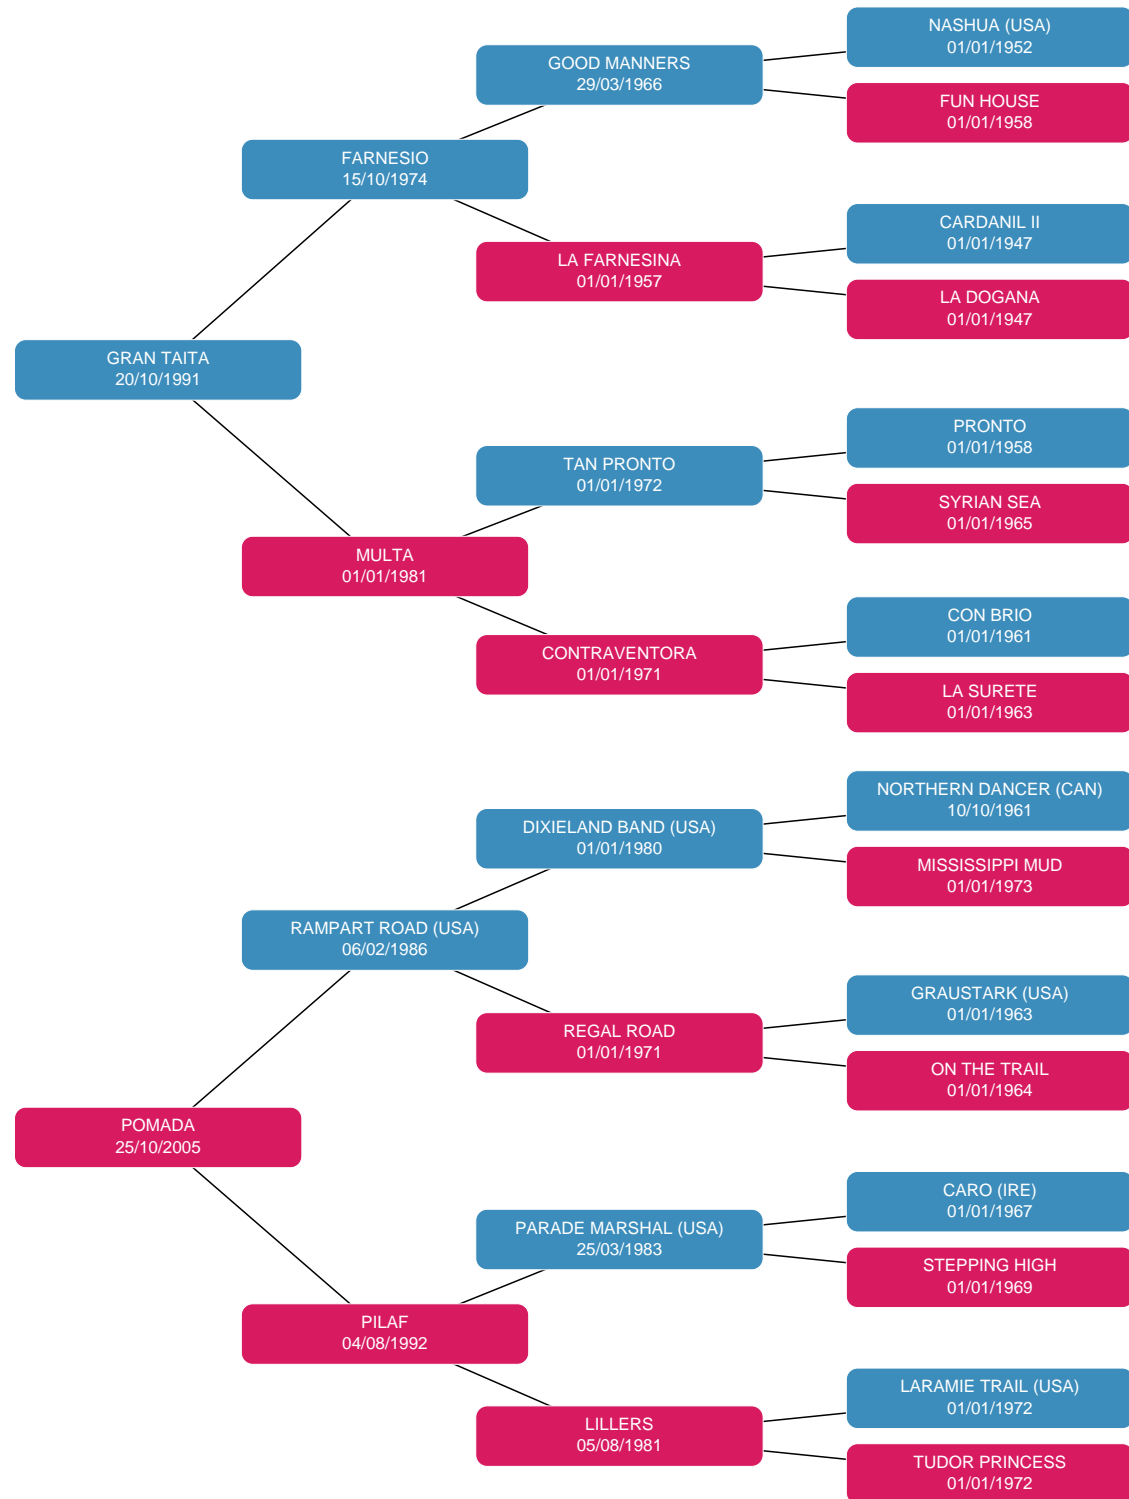 NASHUA (USA)
01/01/1952
GOOD MANNERS
29/03/1966
FUN HOUSE
01/01/1958
FARNESIO
15/10/1974
CARDANIL II
01/01/1947
LA FARNESINA
01/01/1957
LA DOGANA
01/01/1947
GRAN TAITA
20/10/1991
PRONTO
01/01/1958
TAN PRONTO
01/01/1972
SYRIAN SEA
01/01/1965
MULTA
01/01/1981
CON BRIO
01/01/1961
CONTRAVENTORA
01/01/1971
LA SURETE
01/01/1963
NORTHERN DANCER (CAN)
10/10/1961
DIXIELAND BAND (USA)
01/01/1980
MISSISSIPPI MUD
01/01/1973
RAMPART ROAD (USA)
06/02/1986
GRAUSTARK (USA)
01/01/1963
REGAL ROAD
01/01/1971
ON THE TRAIL
01/01/1964
POMADA
25/10/2005
CARO (IRE)
01/01/1967
PARADE MARSHAL (USA)
25/03/1983
STEPPING HIGH
01/01/1969
PILAF
04/08/1992
LARAMIE TRAIL (USA)
01/01/1972
LILLERS
05/08/1981
TUDOR PRINCESS
01/01/1972